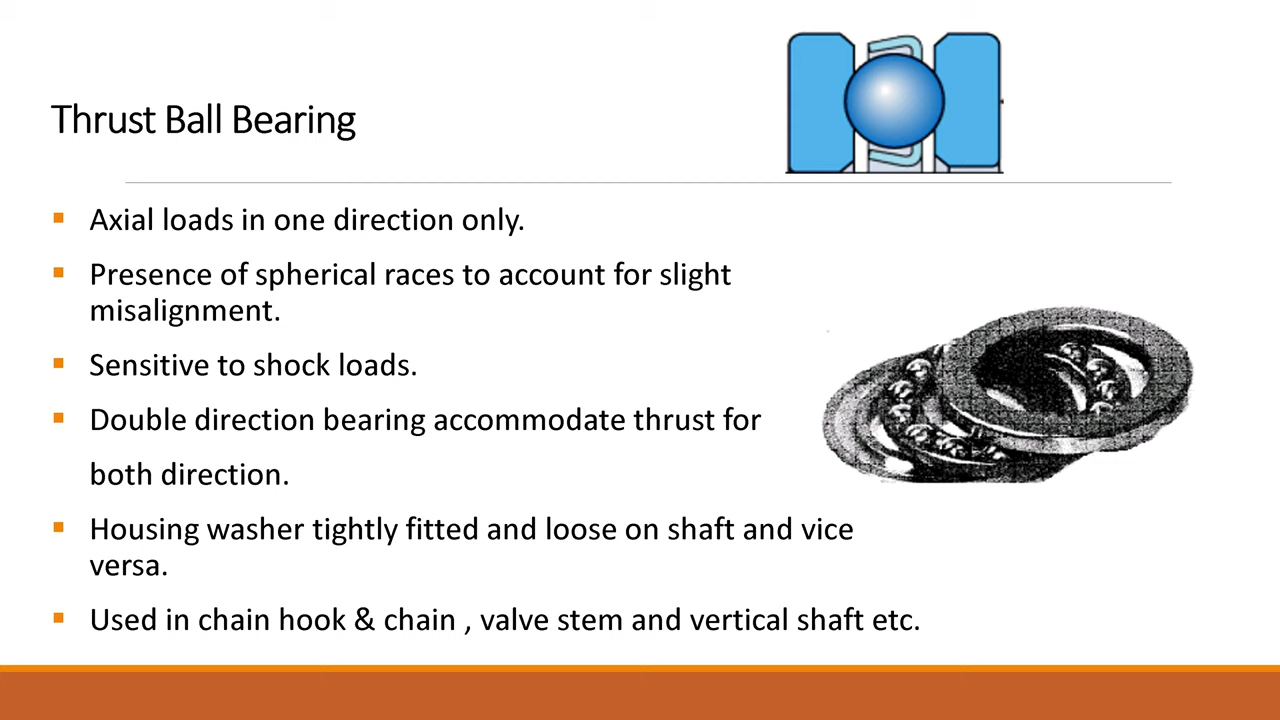 Thrust Ball Bearing
Axial loads in one direction only.
Presence of spherical races to account for slight
misalignment.
Sensitive to shock loads.
Double direction bearing accommodate thrust for
both direction.
Housing washer tightly fitted and loose on shaft and vice
versa.
Used in chain hook & chain , valve stem and vertical shaft etc.